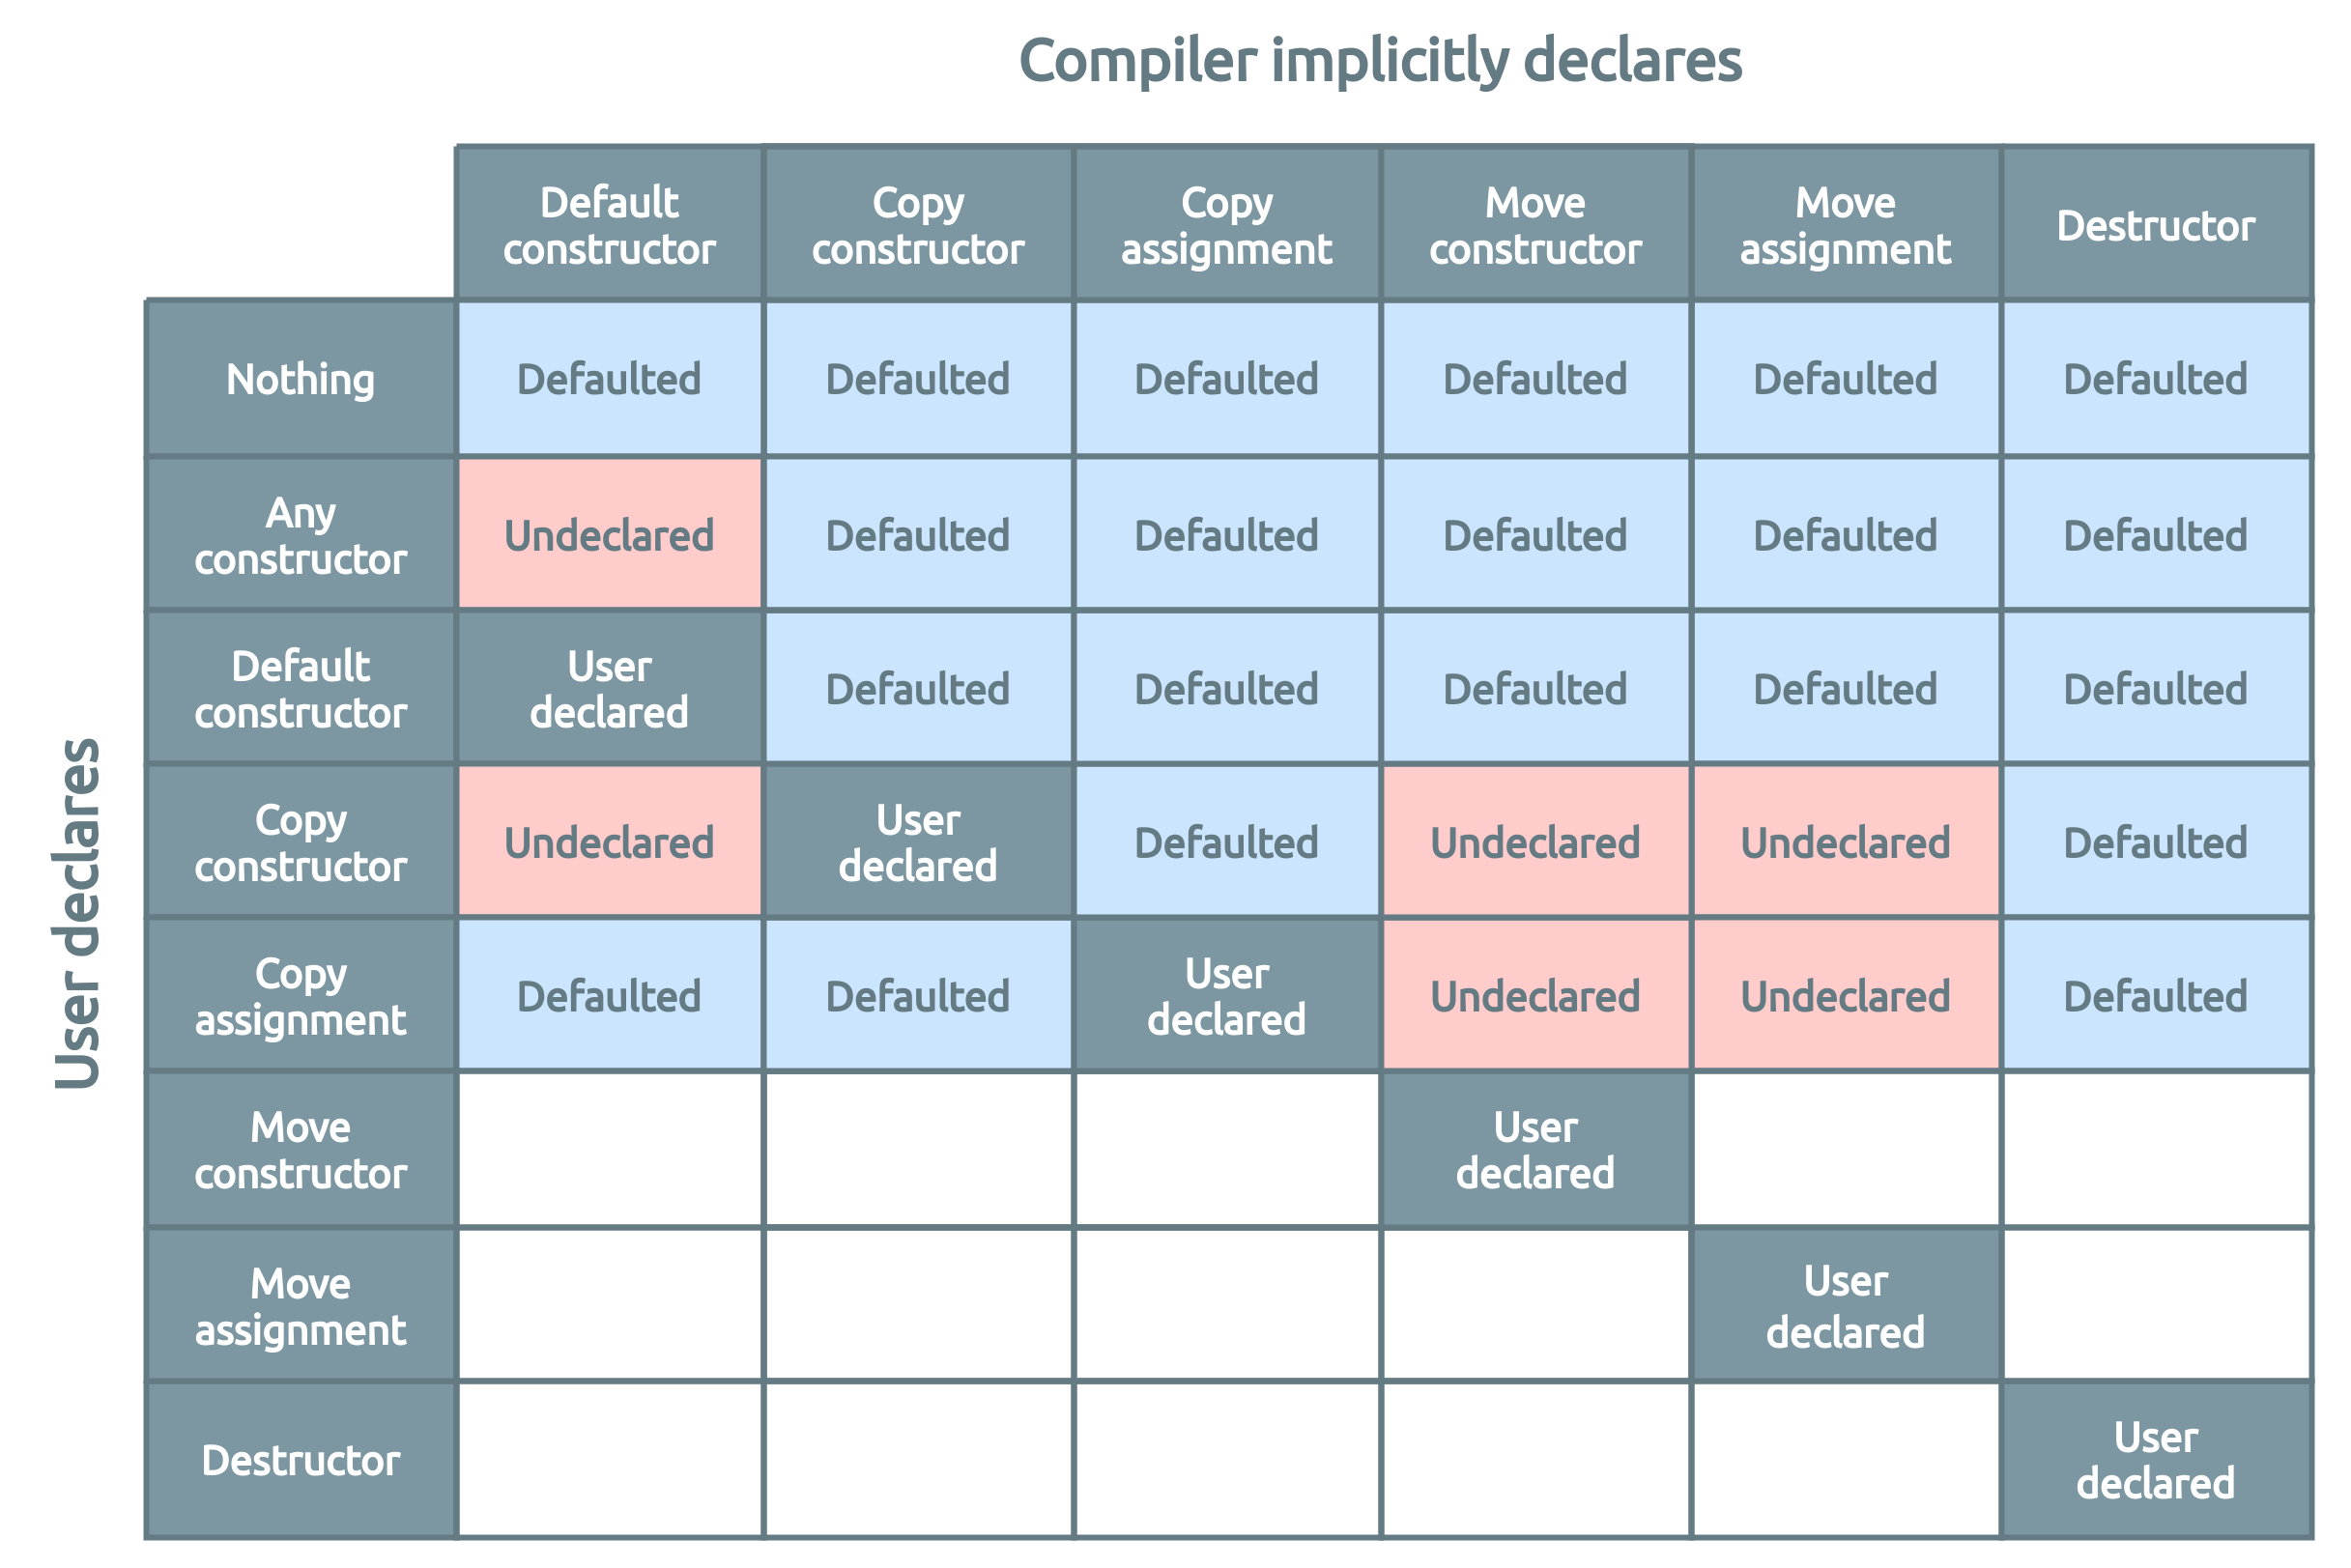 Compiler implicitly declares
Default
constructor
Copy
constructor
Copy
assignment
Move
constructor
Move
assignment
Destructor
User declares
Nothing
Defaulted
Defaulted
Defaulted
Defaulted
Defaulted
Defaulted
Any
constructor
Undeclared
Defaulted
Defaulted
Defaulted
Defaulted
Defaulted
Default
constructor
User
declared
Defaulted
Defaulted
Defaulted
Defaulted
Defaulted
Copy
constructor
Undeclared
User
declared
Defaulted
Undeclared
Undeclared
Defaulted
Copy
assignment
Defaulted
Defaulted
User
declared
Undeclared
Undeclared
Defaulted
Move
constructor
User
declared
Move
assignment
User
declared
Destructor
User
declared